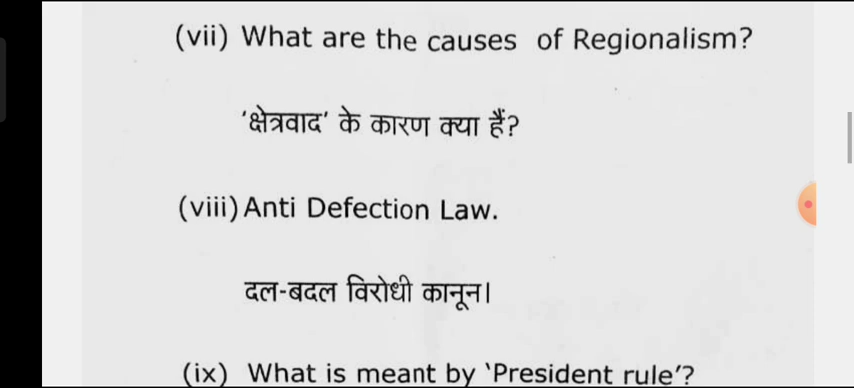 (vii) What are the causes of Regionalism?
'क्षेत्रवाद' के कारण क्या हैं?
(viii) Anti Defection Law.
दल-बदल विरोधी कानून।
(ix) What is meant by 'President rule'?